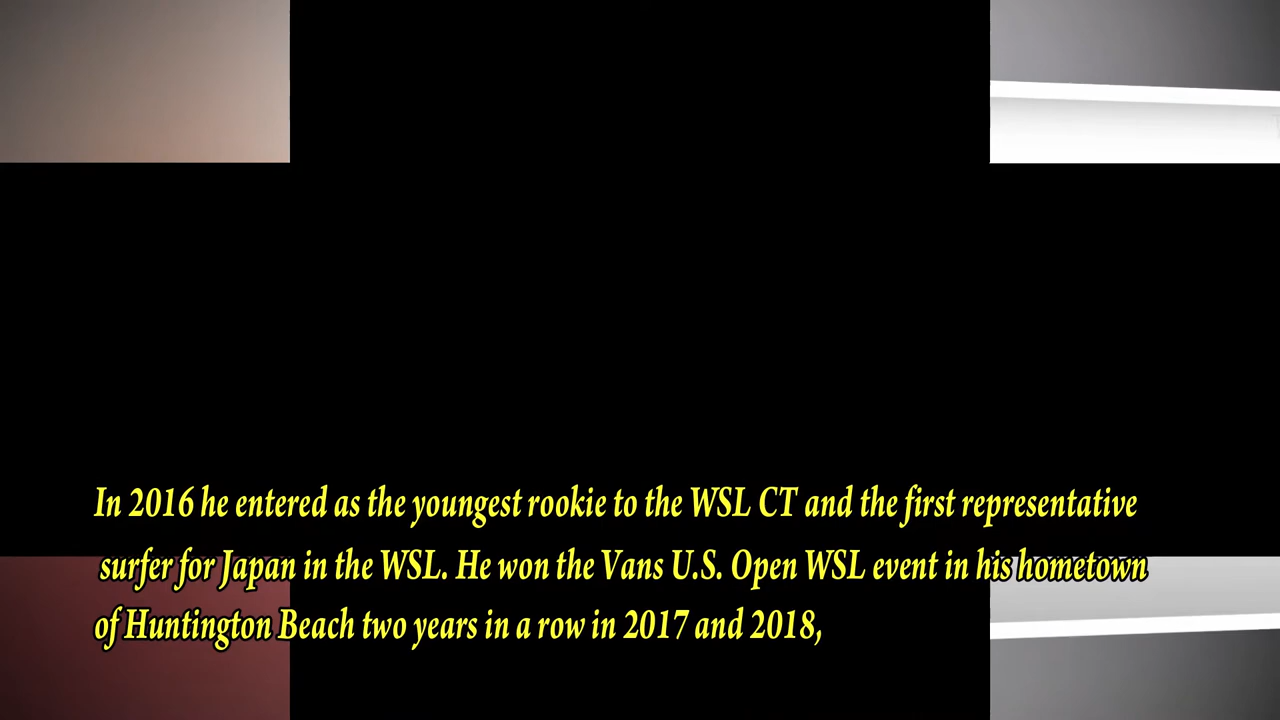 In 2016 he entered as the youngest rookie to the WSL CT and the first representative
surfer for Japan in the WSL. He won the Vans U.S. Open WSL event in his hometown
of Huntington Beach two years in a row in 2017 and 2018,